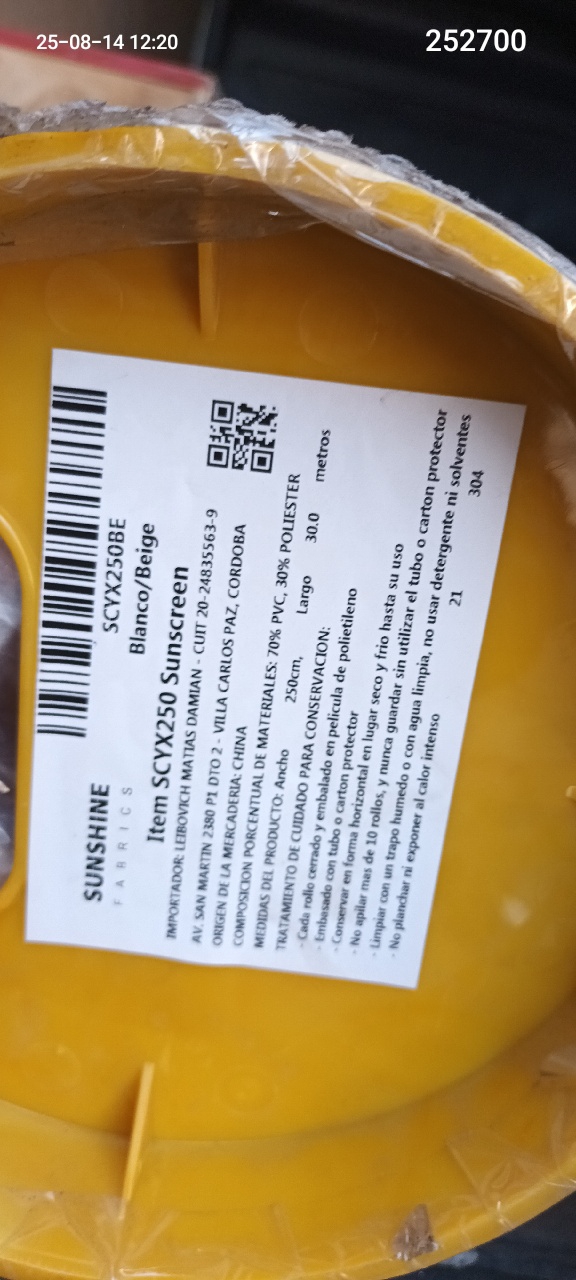 25-08-14 12:20
252700
SUNSHINE
FABRICS
SCYX250BE
Blanco/Beige
Item SCYX250 Sunscreen
IMPORTADOR: LEIBOVICH MATIAS DAMIAN - CUIT 20-24835563-9
AV. SAN MARTIN 2380 P1 DTO 2 - VILLA CARLOS PAZ, CORDOBA
ORIGEN DE LA MERCADERIA: CHINA
COMPOSICION PORCENTUAL DE MATERIALES: 70% PVC, 30% POLIESTER
MEDIDAS DEL PRODUCTO: Ancho 250cm, Largo 30.0 metros
TRATAMIENTO DE CUIDADO PARA CONSERVACION:
- Cada rollo cerrado y embalado en pelicula de polietileno
- Embasado con tubo o carton protector
- Conservar en forma horizontal en lugar seco y frio hasta su uso
- No apilar mas de 10 rollos, y nunca guardar sin utilizar el tubo o carton protector
- Limpiar con un trapo humedo o con agua limpia, no usar detergente ni solventes
- No planchar ni exponer al calor intenso 21 304